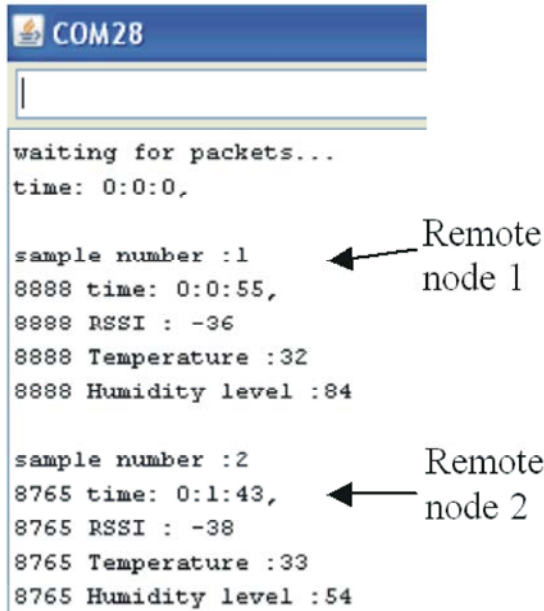 COM28
waiting for packets...
time: 0:0:0,
sample number :1
8888 time: 0:0:55,
8888 RSSI : -36
8888 Temperature :32
8888 Humidity level :84
Remote
node 1
sample number :2
8765 time: 0:1:43,
8765 RSSI : -38
8765 Temperature :33
8765 Humidity level :54
Remote
node 2